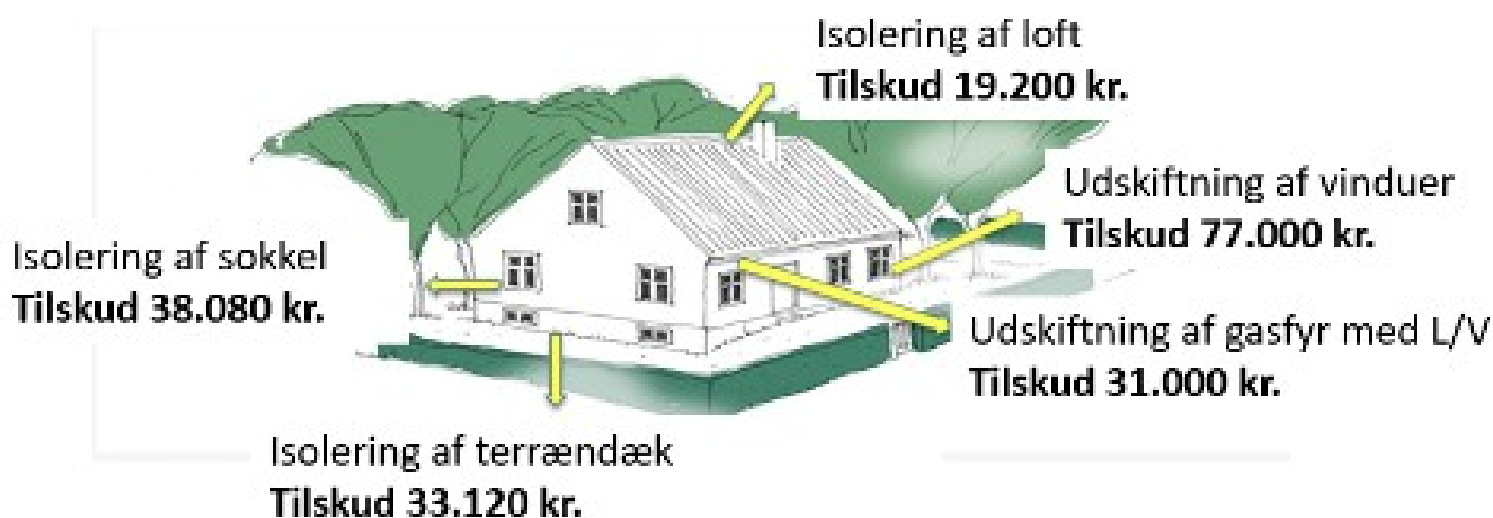 Isolering af loft
Tilskud 19.200 kr.
Udskiftning af vinduer
Tilskud 77.000 kr.
Isolering af sokkel
Tilskud 38.080 kr.
Udskiftning af gasfyr med L/V
Tilskud 31.000 kr.
Isolering af terrændæk
Tilskud 33.120 kr.